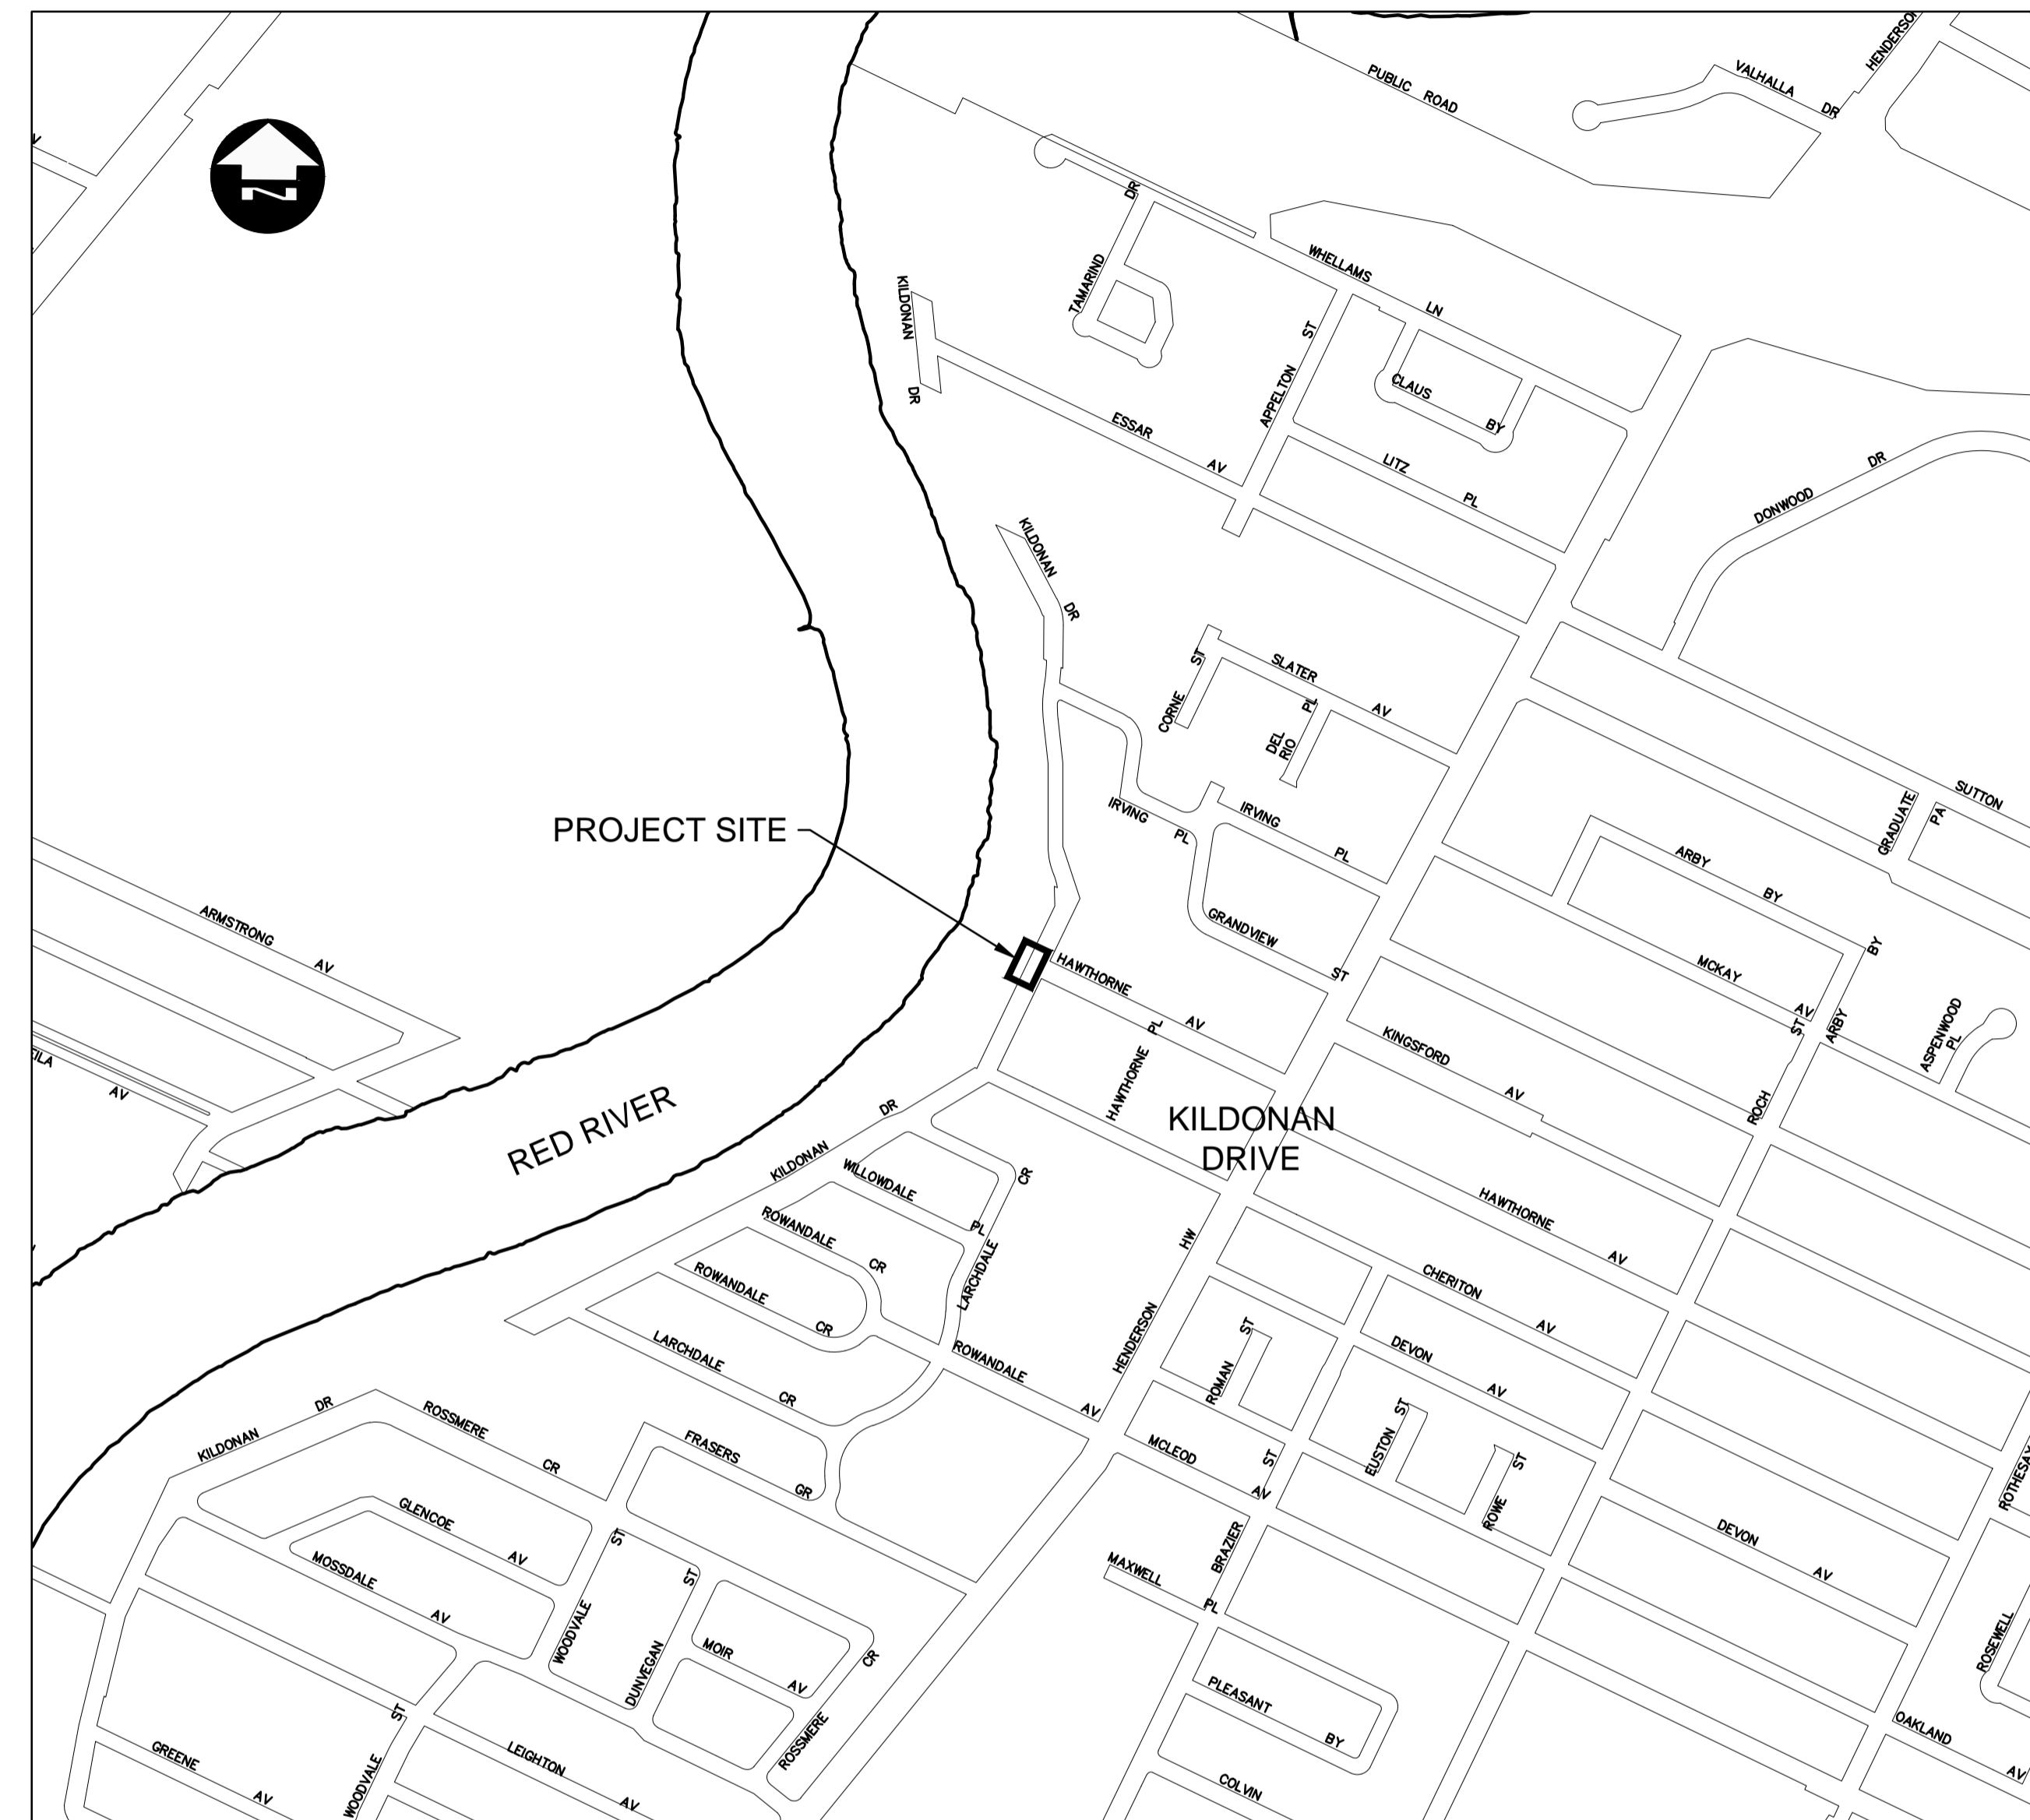 HENDERSON
PUBLIC ROAD
VALHALLA DR
N
TAMARIND DR
WHELLAMS LN
KILDONAN DR
APPELTON ST
CLAUS BY
ESSAR AV
LITZ PL
DONWOOD DR
KILDONAN DR
CORNE ST
SLATER AV
DEL
RIO
PL
SUTTON
GRADUATE PA
PROJECT SITE
IRVING PL
IRVING PL
ARBY BY
ARMSTRONG AV
GRANDVIEW ST
HAWTHORNE AV
MCKAY AV
ARBY BY
ASPENWOOD
PL
AV
HAWTHORNE PL
KINGSFORD AV
ROCH ST
RED RIVER
KILDONAN
DRIVE
KILDONAN DR
WILLOWDALE PL
ROWANDALE CR
LARCHDALE CR
HAWTHORNE AV
ROWANDALE CR
HENDERSON HW
CHERITON AV
LARCHDALE CR
ROWANDALE AV
ROMAN ST
DEVON AV
KILDONAN DR
ROSSMERE CR
FRASERS GR
MCLEOD AV
ST
EUSTON ST
ROWE ST
ROTHESAY
GLENCOE AV
MOSSDALE AV
WOODVALE ST
DUNVEGAN ST
MAXWELL PL
BRAZIER
DEVON AV
MOIR AV
ROSSMERE CR
ROSEWELL
PLEASANT BY
OAKLAND AV
GREENE AV
WOODVALE ST
LEIGHTON AV
COLVIN